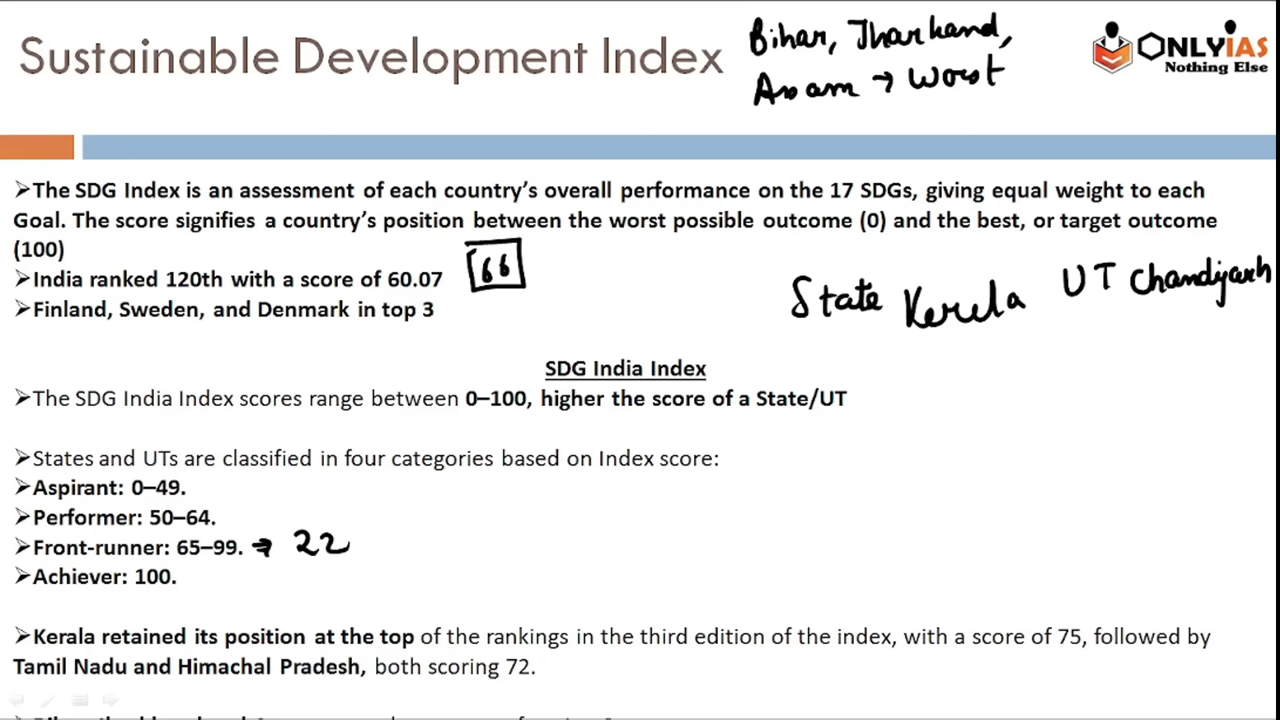 Sustainable Development Index
Bihar, Jharkhand,
Assam → Worst
ONLYIAS
Nothing Else
➢The SDG Index is an assessment of each country's overall performance on the 17 SDGs, giving equal weight to each
Goal. The score signifies a country's position between the worst possible outcome (0) and the best, or target outcome
(100)
➢India ranked 120th with a score of 60.07
66
➢Finland, Sweden, and Denmark in top 3
State Kerela UT Chandigarh
SDG India Index
➢The SDG India Index scores range between 0–100, higher the score of a State/UT
➢States and UTs are classified in four categories based on Index score:
➢Aspirant: 0–49.
➢Performer: 50–64.
➢Front-runner: 65–99. → 22
➢Achiever: 100.
➢Kerala retained its position at the top of the rankings in the third edition of the index, with a score of 75, followed by
Tamil Nadu and Himachal Pradesh, both scoring 72.